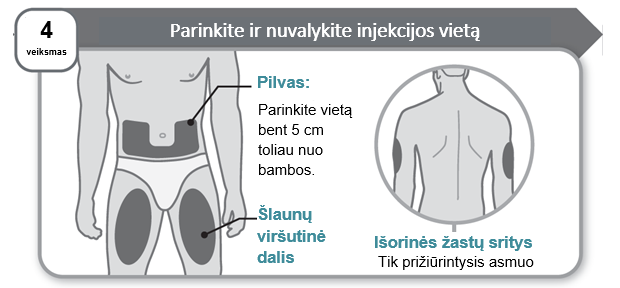 4
veiksmas
Parinkite ir nuvalykite injekcijos vietą
Pilvas:
Parinkite vietą
bent 5 cm
toliau nuo
bambos.
Šlaunų
viršutinė
dalis
Išorinės žastų sritys
Tik prižiūrintysis asmuo